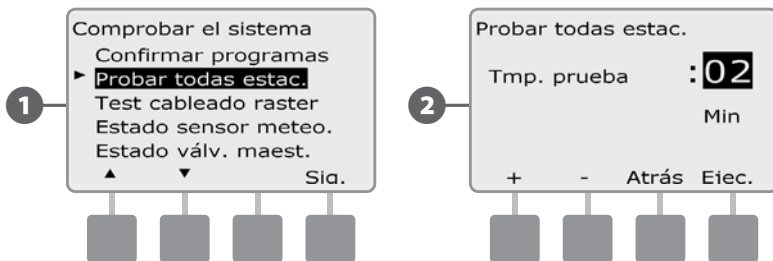 1
Comprobar el sistema
Confirmar programas
► Probar todas estac.
Test cableado raster
Estado sensor meteo.
Estado válv. maest.
▲ ▼ Sig.
2
Probar todas estac.
Tmp. prueba :02
Min
+ - Atrás Ejec.